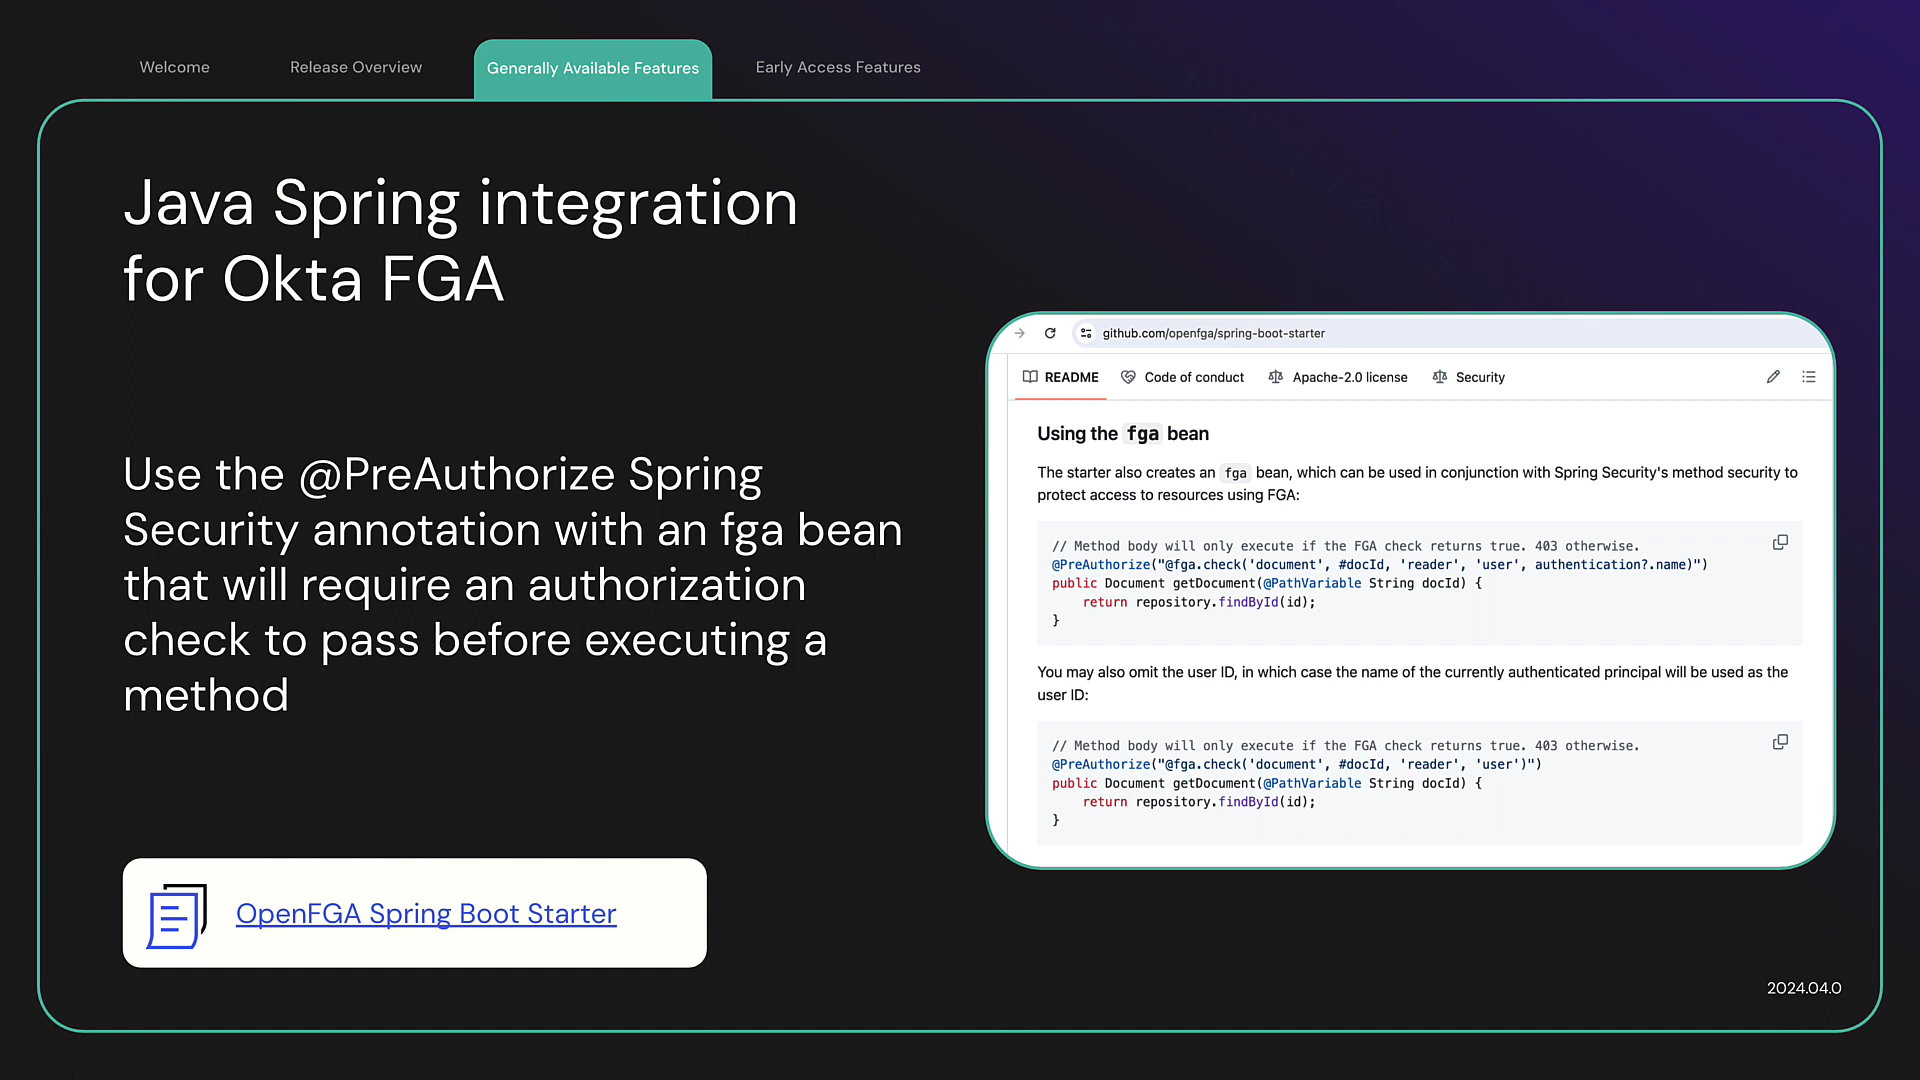 Welcome
Release Overview
Generally Available Features
Early Access Features
Java Spring integration
for Okta FGA
Use the @PreAuthorize Spring
Security annotation with an fga bean
that will require an authorization
check to pass before executing a
method
OpenFGA Spring Boot Starter
github.com/openfga/spring-boot-starter
README
Code of conduct
Apache-2.0 license
Security
Using the fga bean
The starter also creates an fga bean, which can be used in conjunction with Spring Security's method security to
protect access to resources using FGA:
// Method body will only execute if the FGA check returns true. 403 otherwise.
@PreAuthorize("@fga.check('document', #docId, 'reader', 'user', authentication?.name)")
public Document getDocument(@PathVariable String docId) {
    return repository.findById(id);
}
You may also omit the user ID, in which case the name of the currently authenticated principal will be used as the
user ID:
// Method body will only execute if the FGA check returns true. 403 otherwise.
@PreAuthorize("@fga.check('document', #docId, 'reader', 'user')")
public Document getDocument(@PathVariable String docId) {
    return repository.findById(id);
}
2024.04.0